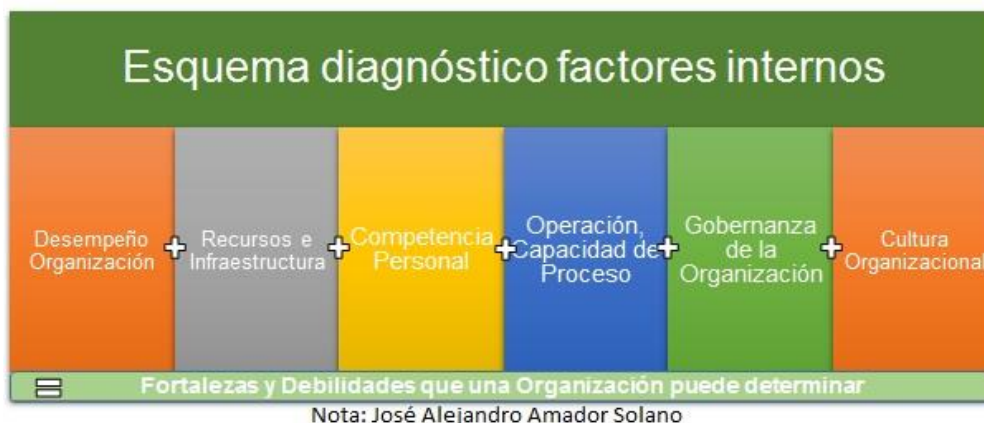 Esquema diagnóstico factores internos
Desempeño
Organización
Recursos e
Infraestructura
Competencia
Personal
Operación,
Capacidad de
Proceso
Gobernanza
de la
Organización
Cultura
Organizacional
Fortalezas y Debilidades que una Organización puede determinar
Nota: José Alejandro Amador Solano